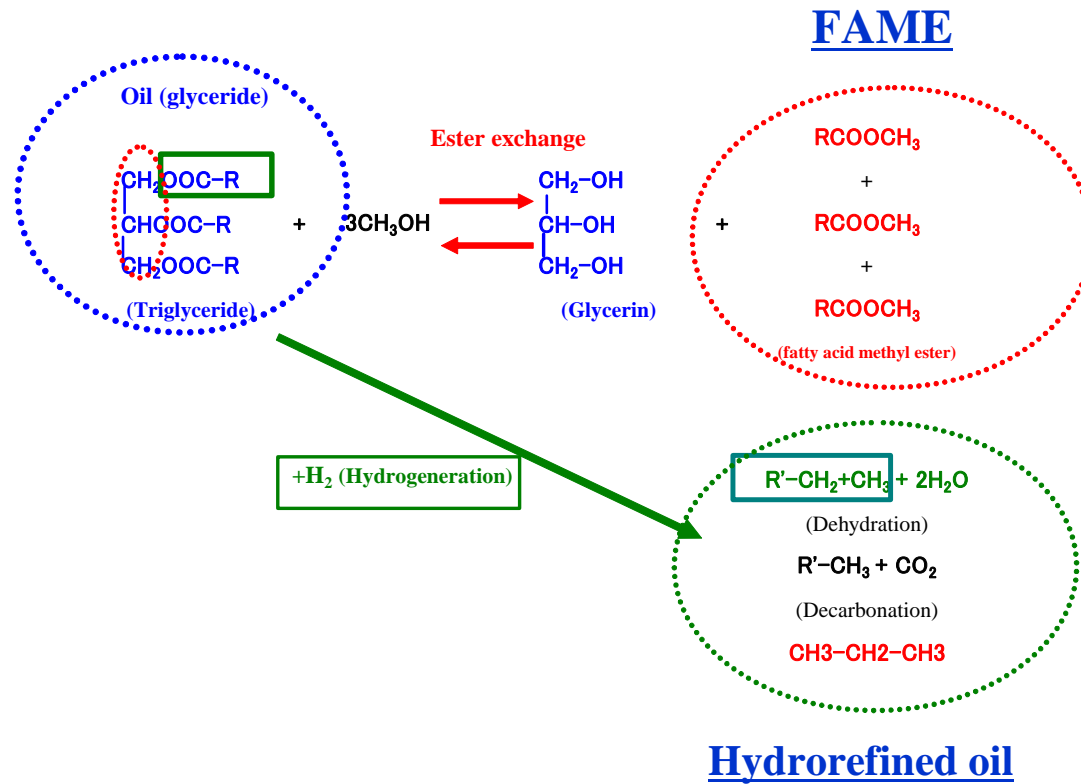 FAME
Oil (glyceride)
Ester exchange
CH₂OOC-R
CHOOC-R
CH₂OOC-R
(Triglyceride)
+
3CH₃OH
CH₂-OH
CH-OH
CH₂-OH
(Glycerin)
+
RCOOCH₃
+
RCOOCH₃
+
RCOOCH₃
(fatty acid methyl ester)
+H₂ (Hydrogeneration)
R'-CH₂+CH₃ + 2H₂O
(Dehydration)
R'-CH₃ + CO₂
(Decarbonation)
CH3-CH2-CH3
Hydrorefined oil